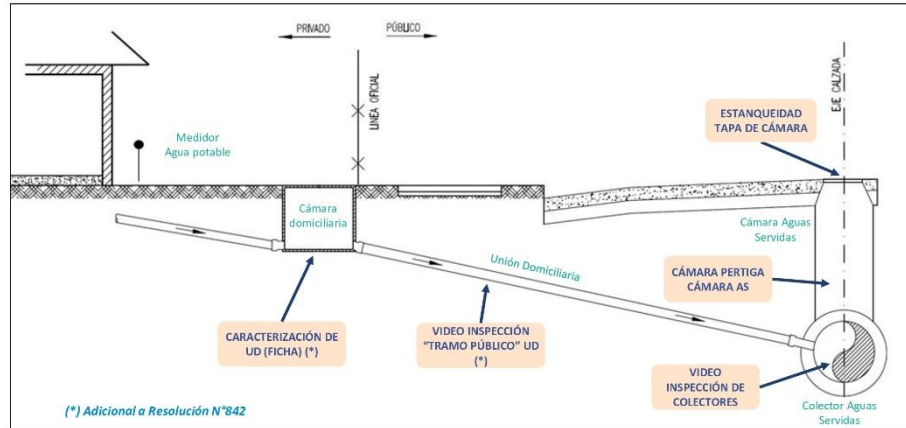 PRIVADO
PÚBLICO
LINEA OFICIAL
EJE CALZADA
ESTANQUEIDAD
TAPA DE CÁMARA
Medidor
Agua potable
Cámara
domiciliaria
Cámara Aguas
Servidas
Unión Domiciliaria
CÁMARA PERTIGA
CÁMARA AS
CARACTERIZACIÓN DE
UD (FICHA) (*)
VIDEO INSPECCIÓN
“TRAMO PÚBLICO” UD
(*)
VIDEO
INSPECCIÓN DE
COLECTORES
Colector Aguas
Servidas
(*) Adicional a Resolución N°842